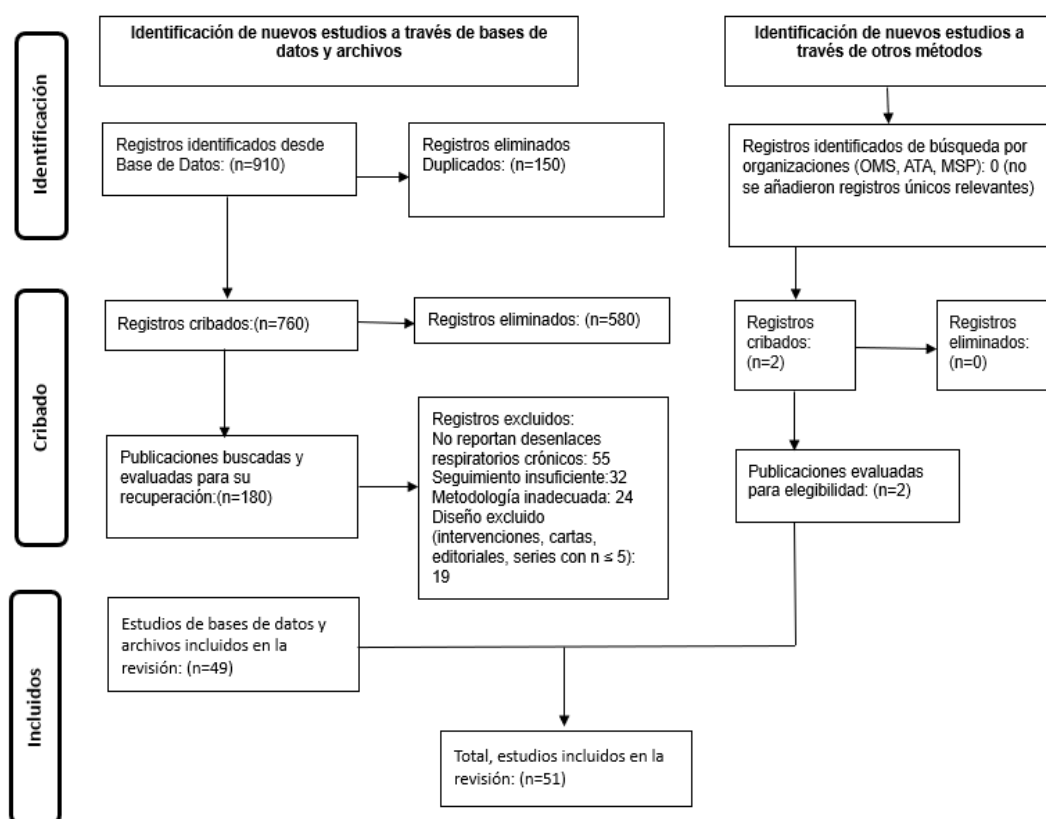 Identificación
Identificación de nuevos estudios a través de bases de
datos y archivos
Identificación de nuevos estudios a
través de otros métodos
Registros identificados desde
Base de Datos: (n=910)
Registros eliminados
Duplicados: (n=150)
Registros identificados de búsqueda por
organizaciones (OMS, ATA, MSP): 0 (no
se añadieron registros únicos relevantes)
Cribado
Registros cribados:(n=760)
Registros eliminados: (n=580)
Registros
cribados:
(n=2)
Registros
eliminados:
(n=0)
Publicaciones buscadas y
evaluadas para su
recuperación:(n=180)
Registros excluidos:
No reportan desenlaces
respiratorios crónicos: 55
Seguimiento insuficiente:32
Metodología inadecuada: 24
Diseño excluido
(intervenciones, cartas,
editoriales, series con n ≤ 5):
19
Publicaciones evaluadas
para elegibilidad: (n=2)
Incluidos
Estudios de bases de datos y
archivos incluidos en la
revisión: (n=49)
Total, estudios incluidos en la
revisión: (n=51)